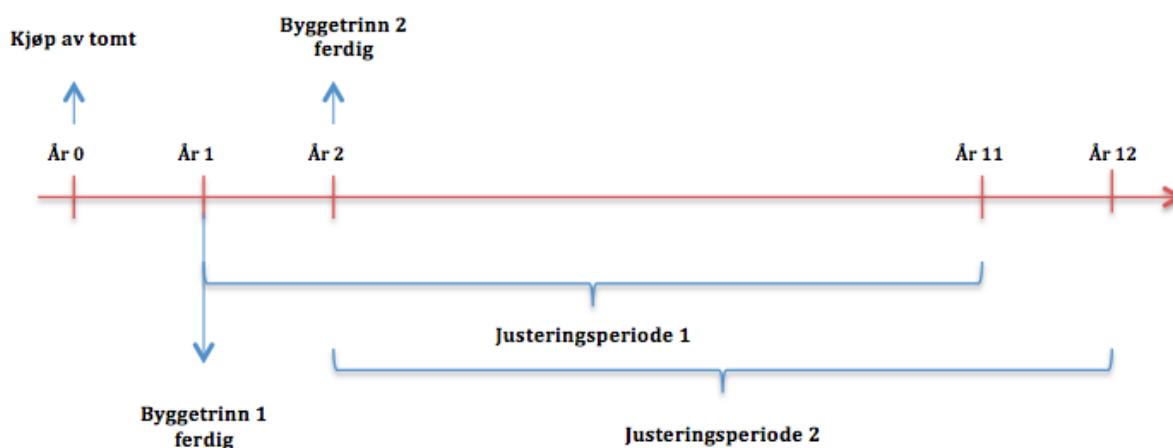 Kjøp av tomt
Byggetrinn 2
ferdig
År 0
År 1
År 2
År 11
År 12
Justeringsperiode 1
Byggetrinn 1
ferdig
Justeringsperiode 2